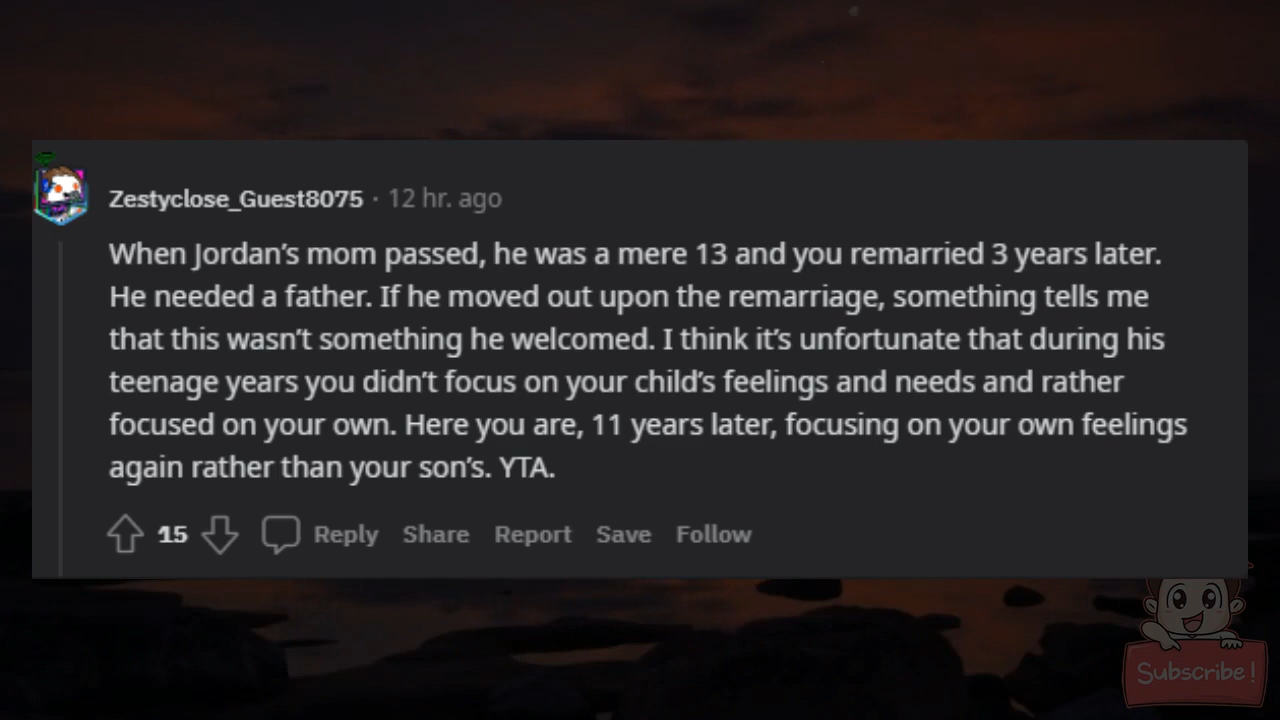 Zestyclose_Guest8075 · 12 hr. ago
When Jordan’s mom passed, he was a mere 13 and you remarried 3 years later.
He needed a father. If he moved out upon the remarriage, something tells me
that this wasn’t something he welcomed. I think it’s unfortunate that during his
teenage years you didn’t focus on your child’s feelings and needs and rather
focused on your own. Here you are, 11 years later, focusing on your own feelings
again rather than your son’s. YTA.
15 Reply Share Report Save Follow
Subscribe!